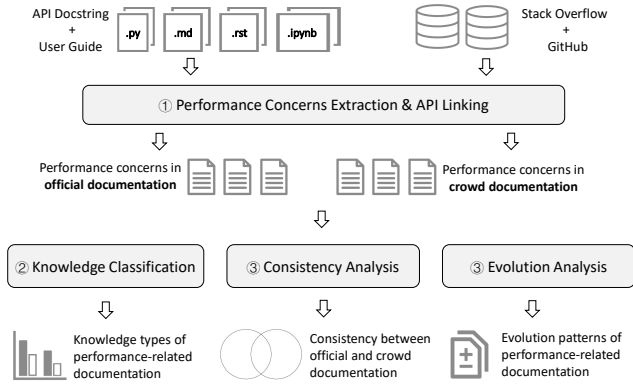 API Docstring
+
User Guide
.py
.md
.rst
.ipynb
Stack Overflow
+
GitHub
① Performance Concerns Extraction & API Linking
Performance concerns in
official documentation
Performance concerns in
crowd documentation
② Knowledge Classification
③ Consistency Analysis
③ Evolution Analysis
Knowledge types of
performance-related
documentation
Consistency between
official and crowd
documentation
Evolution patterns of
performance-related
documentation